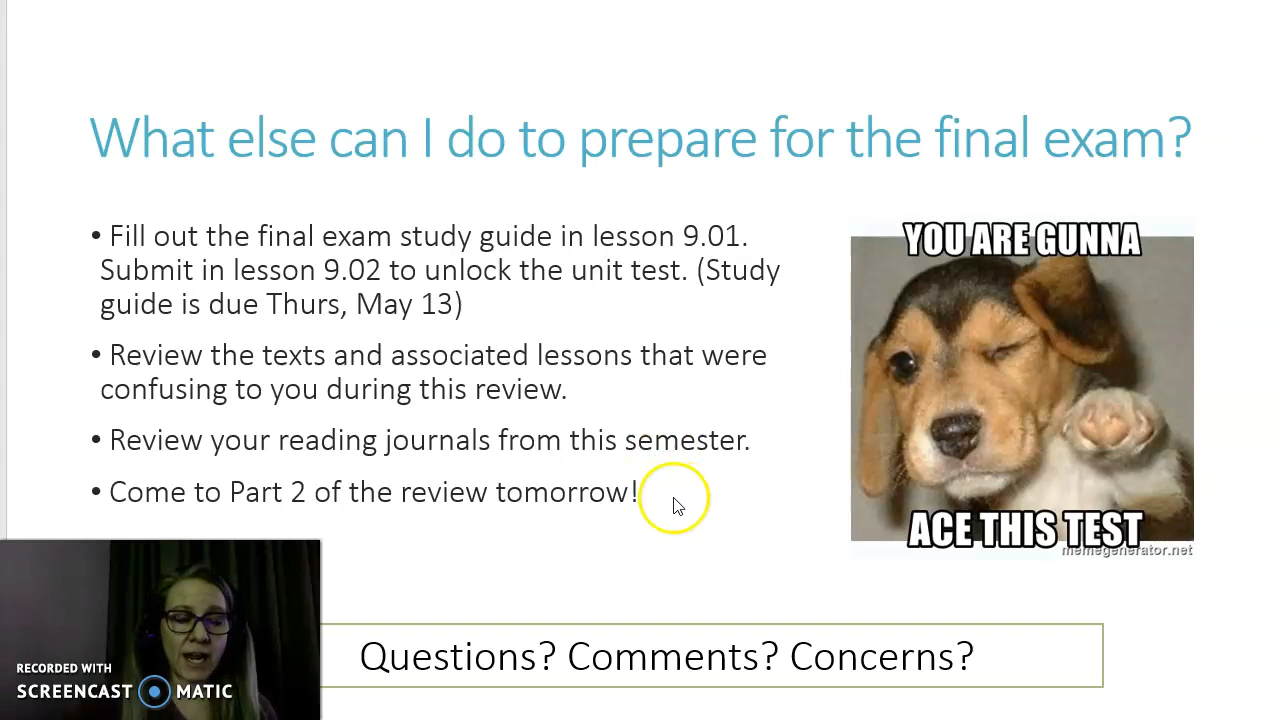 What else can I do to prepare for the final exam?
• Fill out the final exam study guide in lesson 9.01.
Submit in lesson 9.02 to unlock the unit test. (Study
guide is due Thurs, May 13)
• Review the texts and associated lessons that were
confusing to you during this review.
• Review your reading journals from this semester.
• Come to Part 2 of the review tomorrow!
YOU ARE GUNNA
ACE THIS TEST
memegenerator.net
Questions? Comments? Concerns?
RECORDED WITH
SCREENCAST MATIC